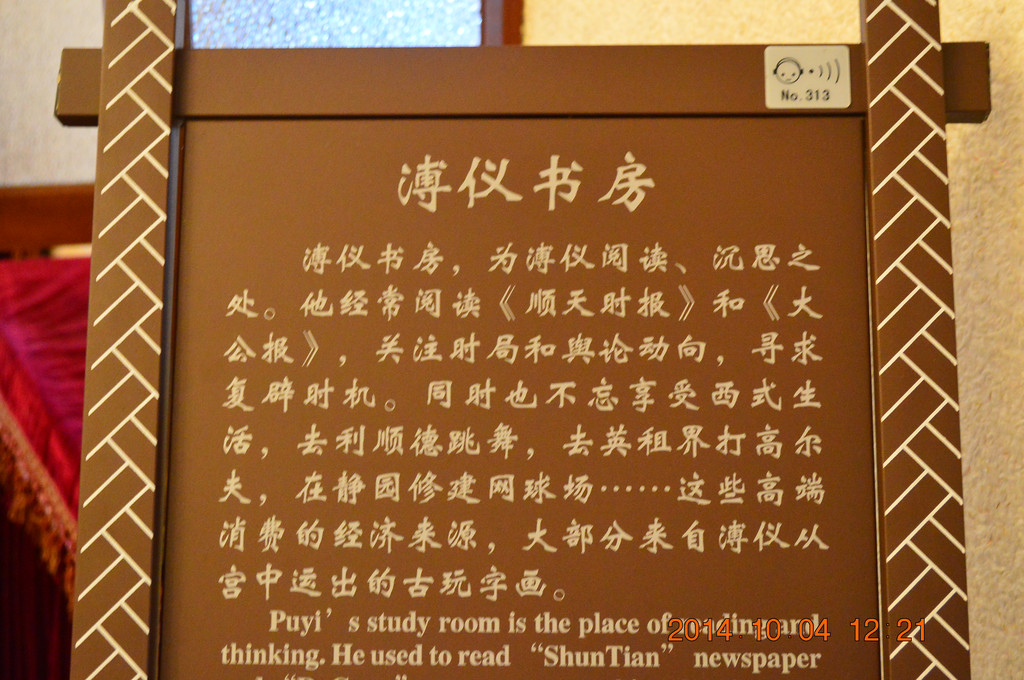 No. 313
溥仪书房
溥仪书房，为溥仪阅读、沉思之
处。他经常阅读《顺天时报》和《大
公报》，关注时局和舆论动向，寻求
复辟时机。同时也不忘享受西式生
活，去利顺德跳舞，去英租界打高尔
夫，在静园修建网球场……这些高端
消费的经济来源，大部分来自溥仪从
宫中运出的古玩字画。
Puyi’s study room is the place of reading and
thinking. He used to read “ShunTian” newspaper
2014 10 04 12 21